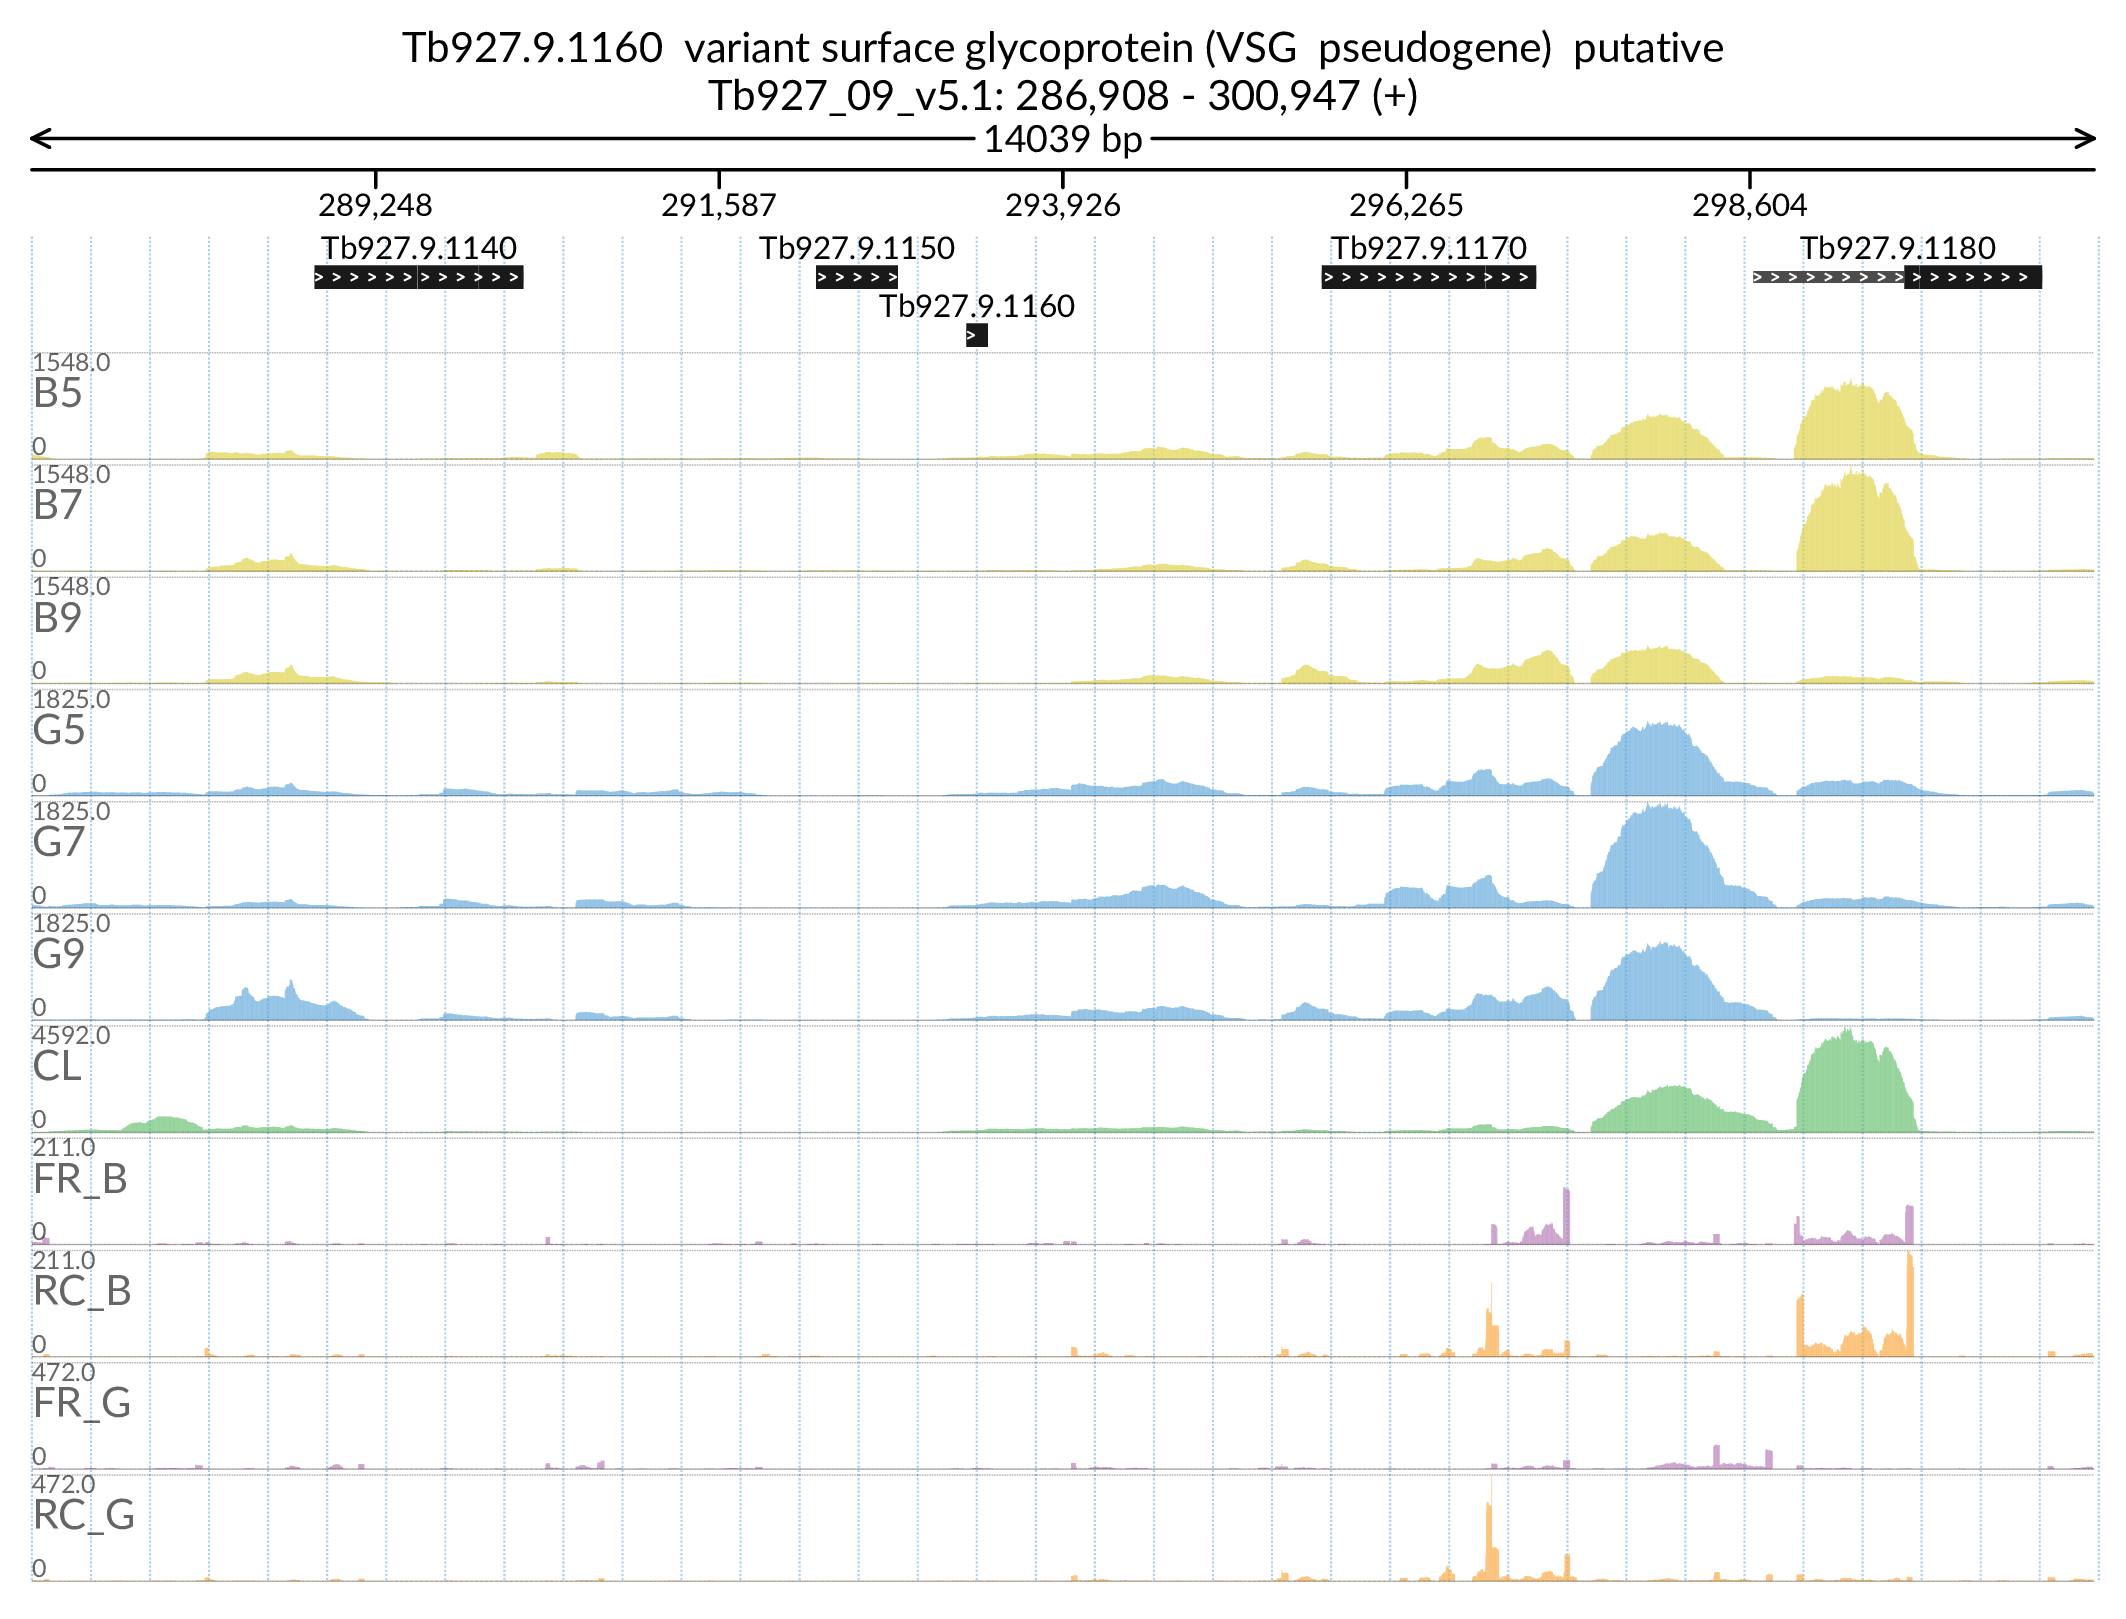 Tb927.9.1160 variant surface glycoprotein (VSG pseudogene) putative
Tb927_09_v5.1: 286,908 - 300,947 (+)
14039 bp
289,248 291,587 293,926 296,265 298,604
Tb927.9.1140 Tb927.9.1150 Tb927.9.1170 Tb927.9.1180
Tb927.9.1160
1548.0
B5
0
1548.0
B7
0
1548.0
B9
0
1825.0
G5
0
1825.0
G7
0
1825.0
G9
0
4592.0
CL
0
211.0
FR_B
0
211.0
RC_B
0
472.0
FR_G
0
472.0
RC_G
0